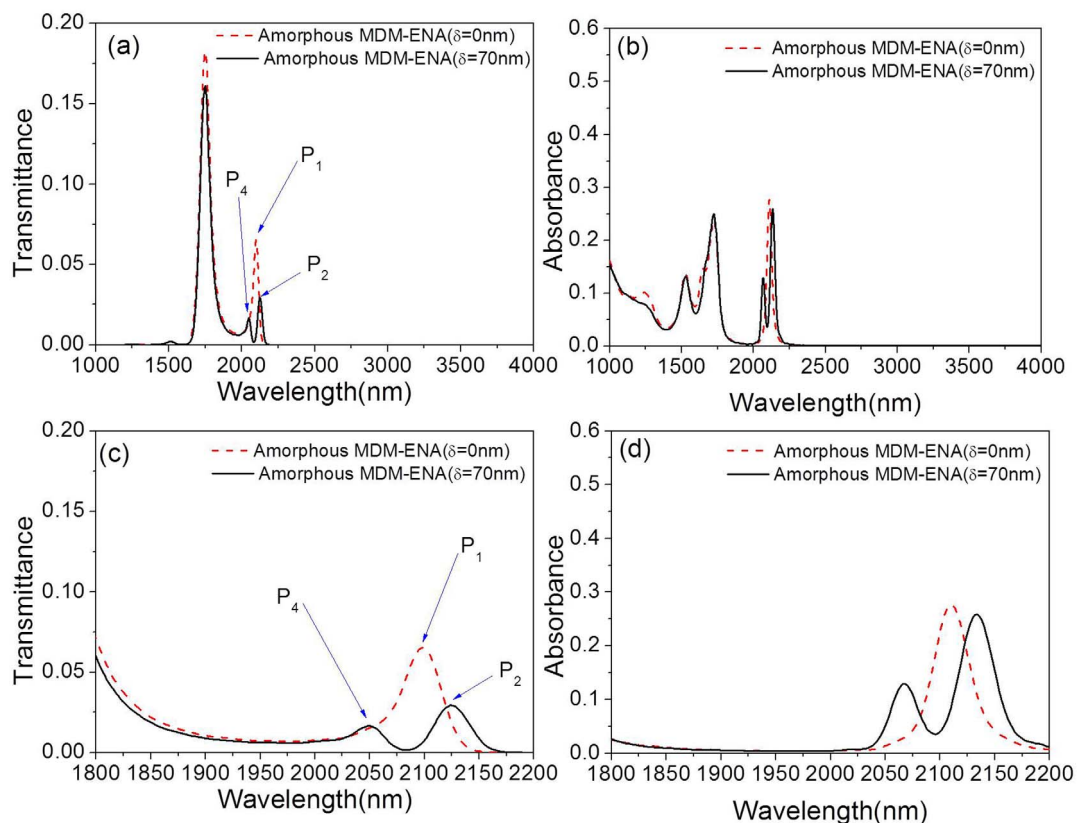 (a)
Amorphous MDM-ENA(δ=0nm)
Amorphous MDM-ENA(δ=70nm)
P4
P1
P2
0.20
0.15
0.10
0.05
0.00
Transmittance
1000 1500 2000 2500 3000 3500 4000
Wavelength(nm)
(b)
Amorphous MDM-ENA(δ=0nm)
Amorphous MDM-ENA(δ=70nm)
0.6
0.5
0.4
0.3
0.2
0.1
0.0
Absorbance
1000 1500 2000 2500 3000 3500 4000
Wavelength(nm)
(c)
Amorphous MDM-ENA(δ=0nm)
Amorphous MDM-ENA(δ=70nm)
P1
P4
P2
0.20
0.15
0.10
0.05
0.00
Transmittance
1800 1850 1900 1950 2000 2050 2100 2150 2200
Wavelength(nm)
(d)
Amorphous MDM-ENA(δ=0nm)
Amorphous MDM-ENA(δ=70nm)
0.6
0.5
0.4
0.3
0.2
0.1
0.0
Absorbance
1800 1850 1900 1950 2000 2050 2100 2150 2200
Wavelength(nm)